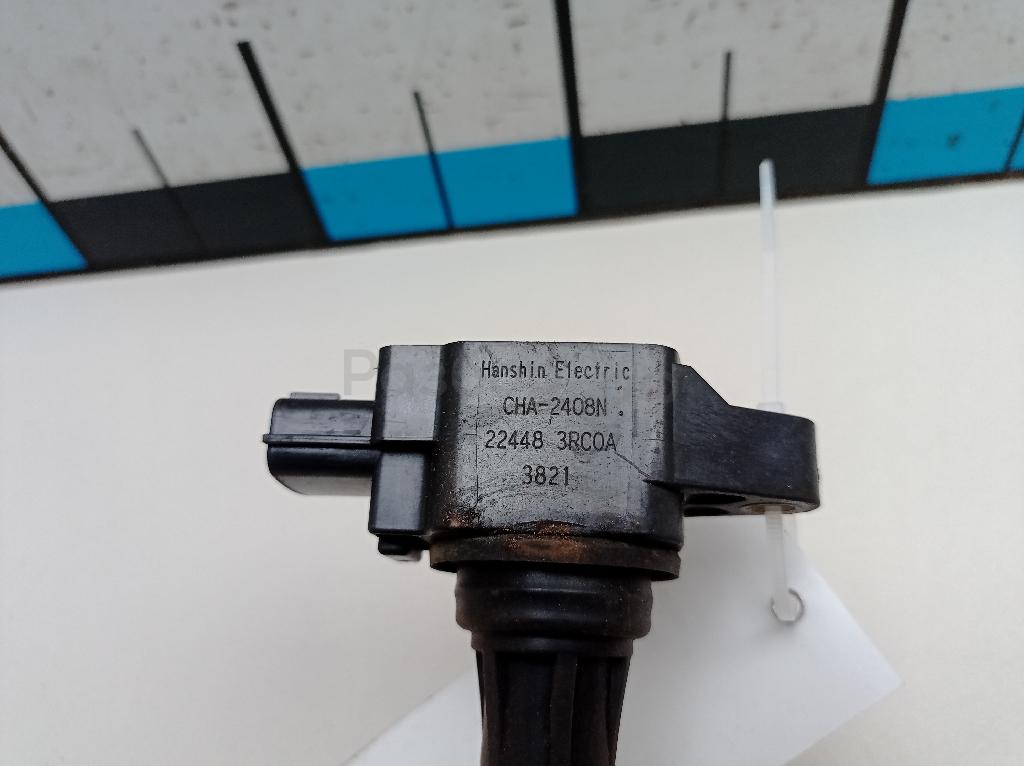 Hanshin Electric
CHA-2408N
22448 3RC0A
3821